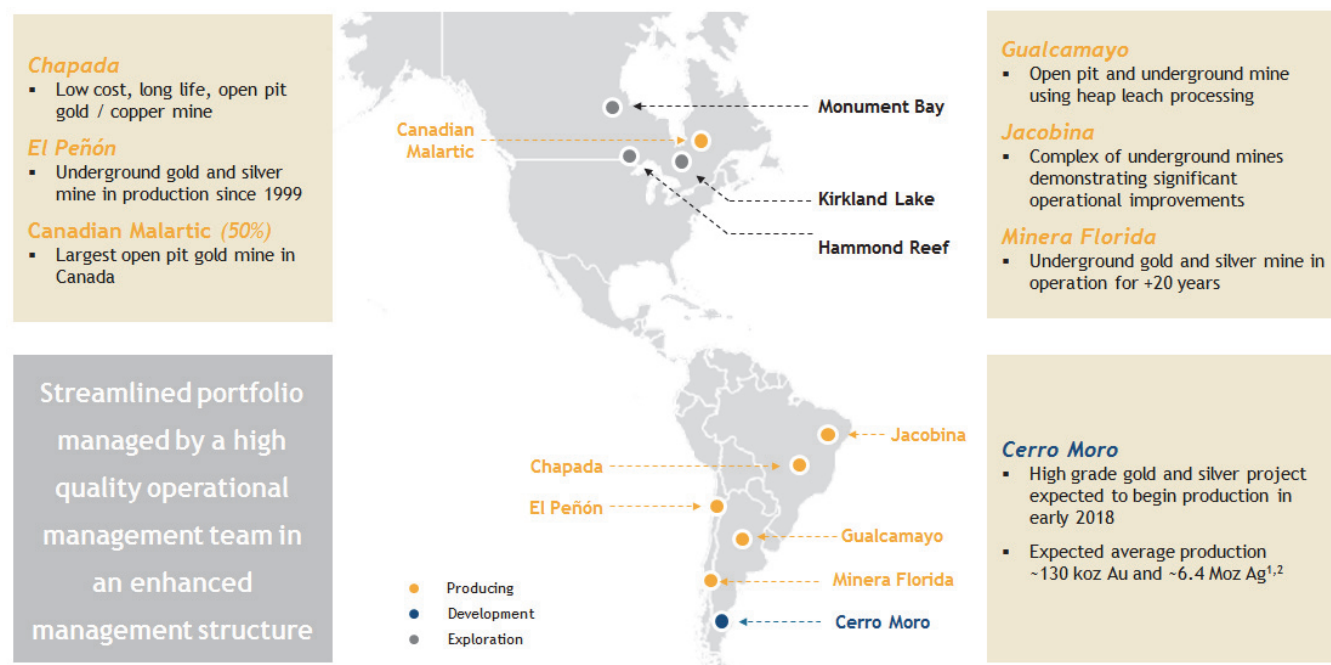 Chapada
▪ Low cost, long life, open pit
gold / copper mine
El Peñón
▪ Underground gold and silver
mine in production since 1999
Canadian Malartic (50%)
▪ Largest open pit gold mine in
Canada
Streamlined portfolio
managed by a high
quality operational
management team in
an enhanced
management structure
Monument Bay
Canadian
Malartic
Kirkland Lake
Hammond Reef
Jacobina
Chapada
El Peñón
Gualcamayo
Minera Florida
Cerro Moro
Producing
Development
Exploration
Gualcamayo
▪ Open pit and underground mine
using heap leach processing
Jacobina
▪ Complex of underground mines
demonstrating significant
operational improvements
Minera Florida
▪ Underground gold and silver mine in
operation for +20 years
Cerro Moro
▪ High grade gold and silver project
expected to begin production in
early 2018
▪ Expected average production
~130 koz Au and ~6.4 Moz Ag¹,²